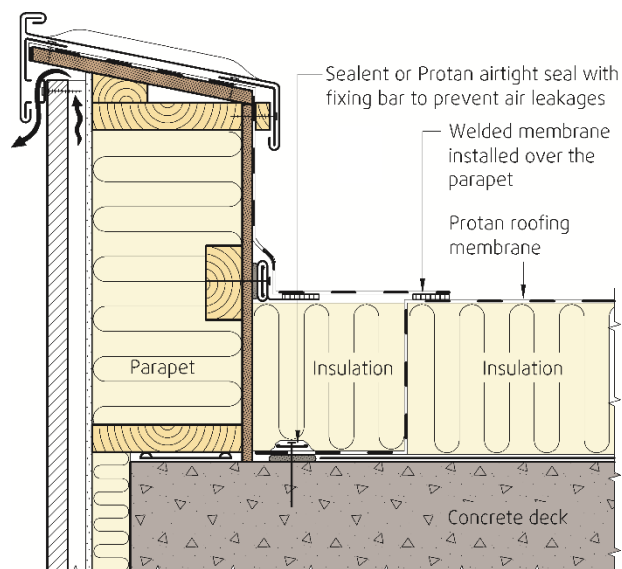 Sealent or Protan airtight seal with
fixing bar to prevent air leakages
Welded membrane
installed over the
parapet
Protan roofing
membrane
Parapet
Insulation
Insulation
Concrete deck